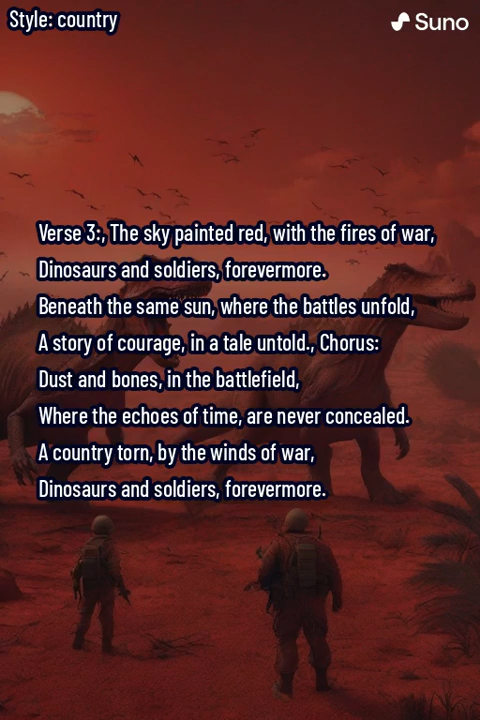 Style: country
Suno
Verse 3:, The sky painted red, with the fires of war,
Dinosaurs and soldiers, forevermore.
Beneath the same sun, where the battles unfold,
A story of courage, in a tale untold., Chorus:
Dust and bones, in the battlefield,
Where the echoes of time, are never concealed.
A country torn, by the winds of war,
Dinosaurs and soldiers, forevermore.